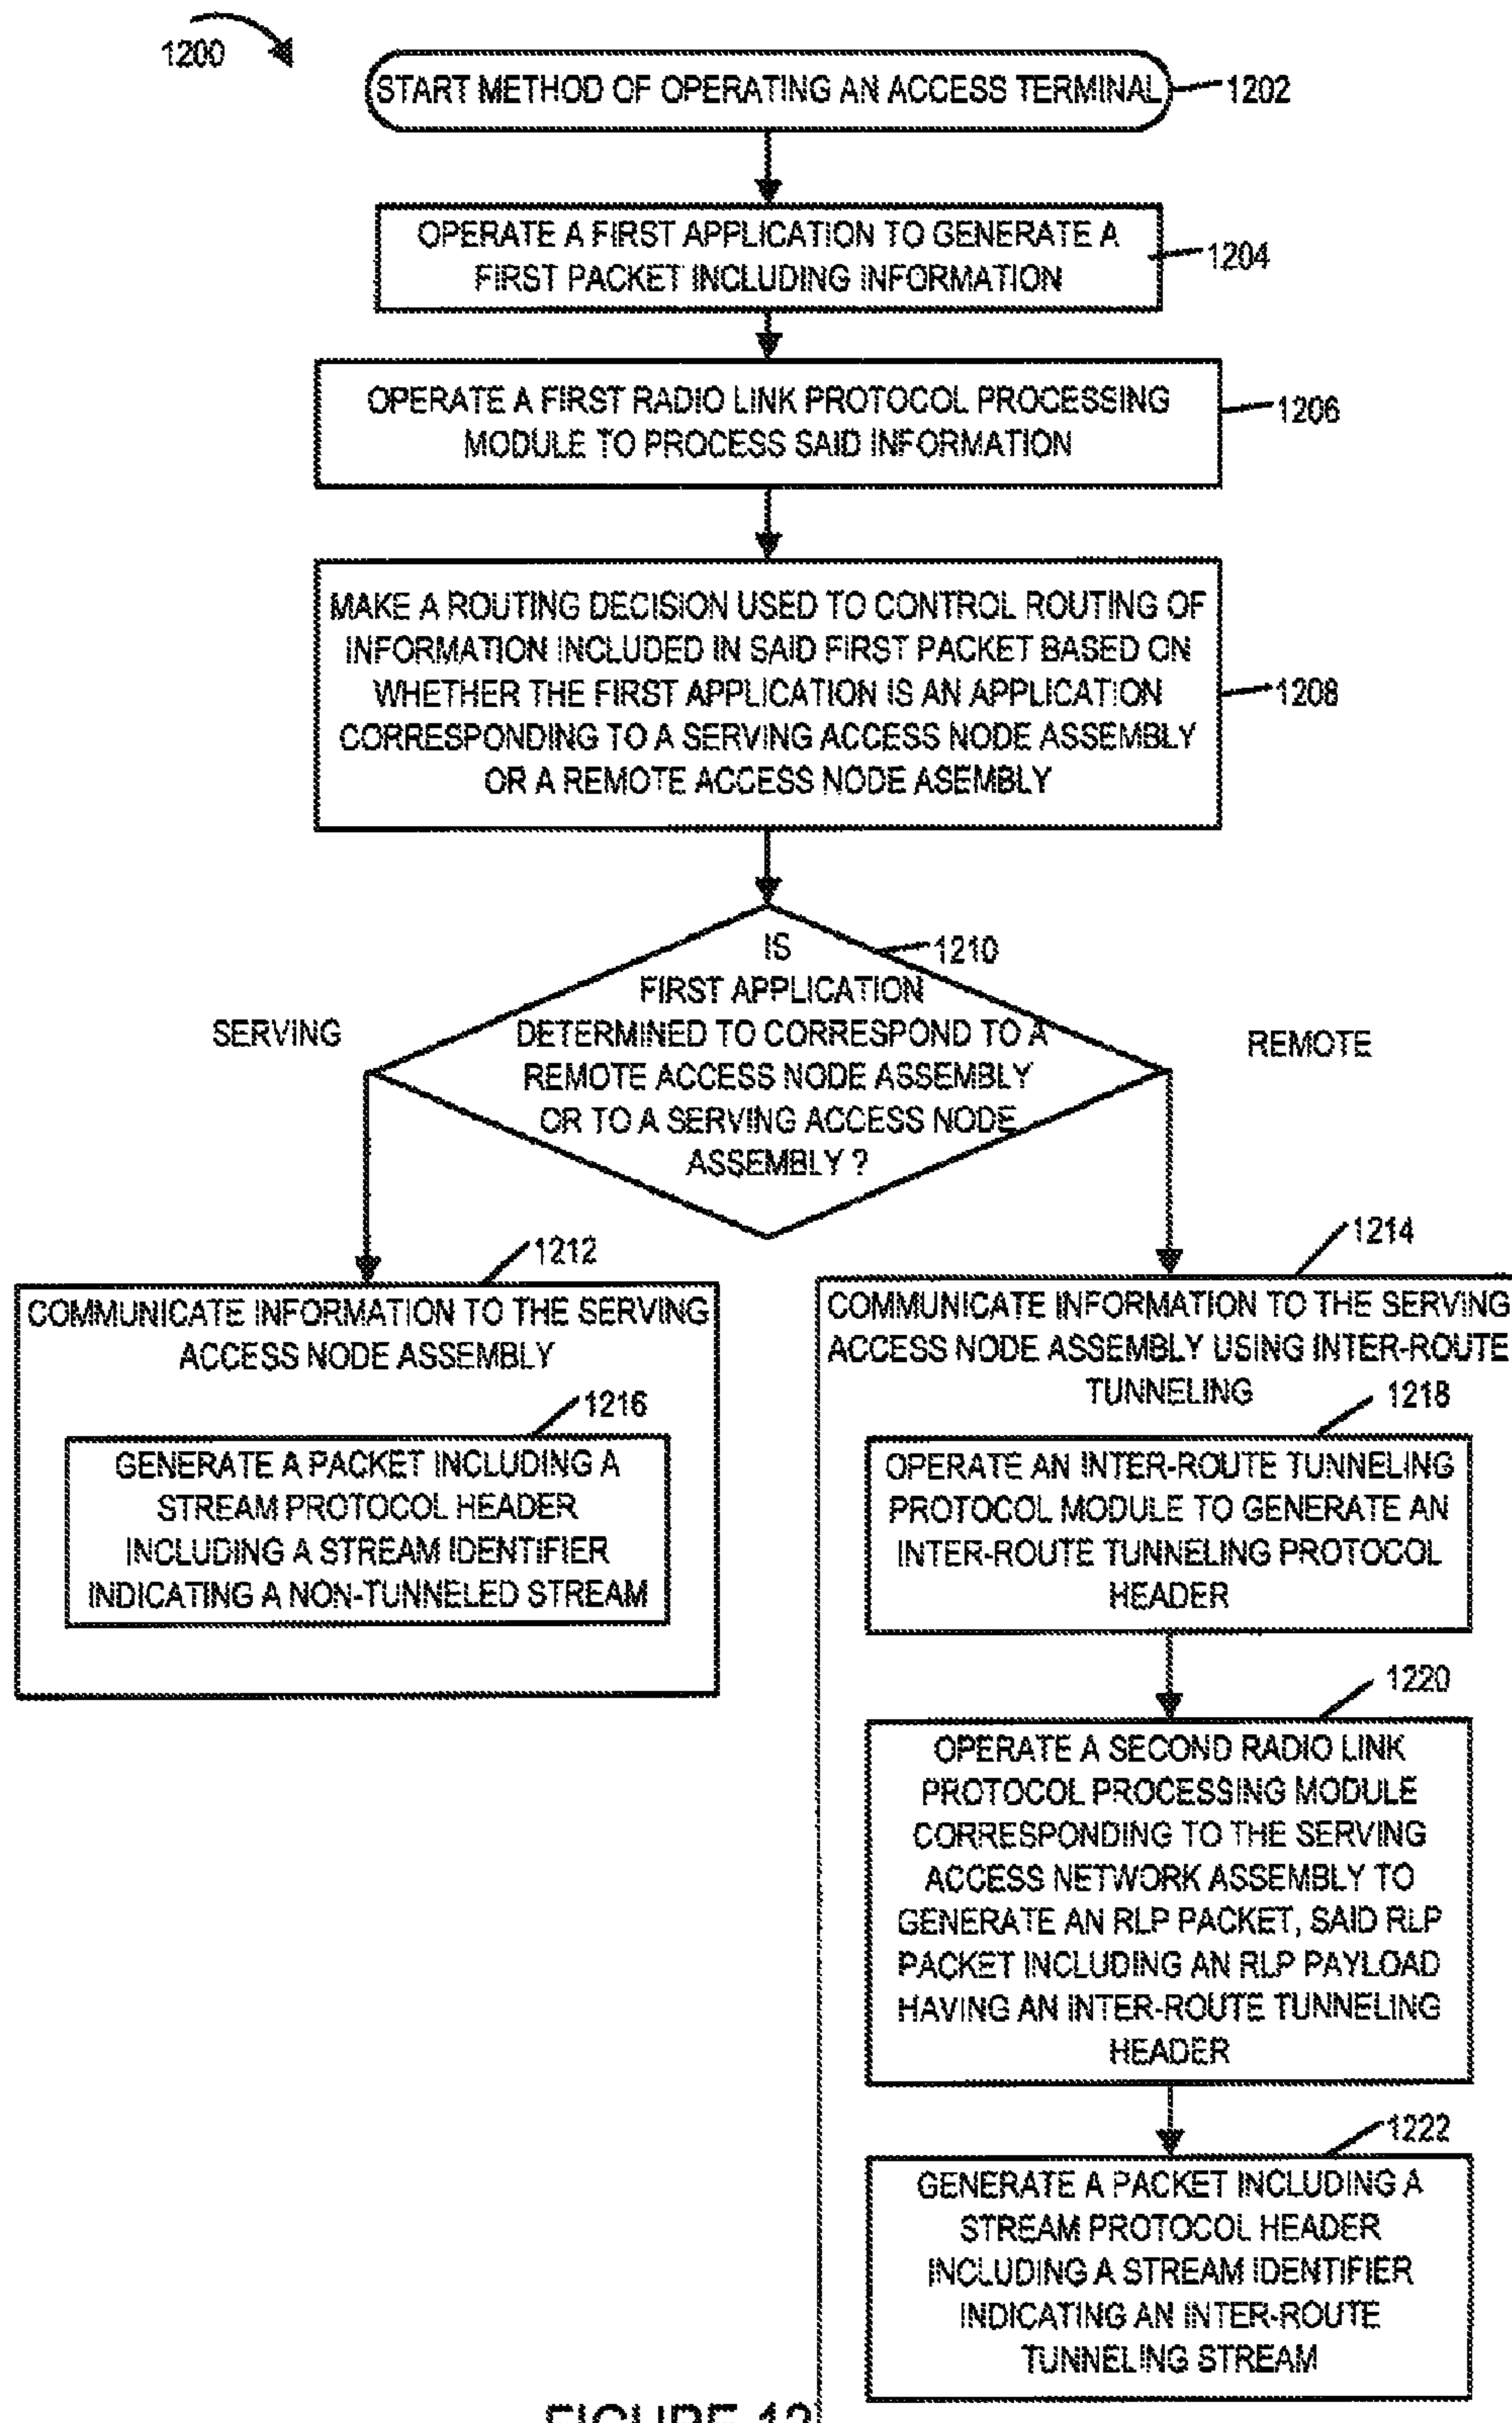 1200
START METHOD OF OPERATING AN ACCESS TERMINAL
1202
OPERATE A FIRST APPLICATION TO GENERATE A
FIRST PACKET INCLUDING INFORMATION
1204
OPERATE A FIRST RADIO LINK PROTOCOL PROCESSING
MODULE TO PROCESS SAID INFORMATION
1206
MAKE A ROUTING DECISION USED TO CONTROL ROUTING OF
INFORMATION INCLUDED IN SAID FIRST PACKET BASED ON
WHETHER THE FIRST APPLICATION IS AN APPLICATION
CORRESPONDING TO A SERVING ACCESS NODE ASSEMBLY
OR A REMOTE ACCESS NODE ASEMBLY
1208
1210
IS
FIRST APPLICATION
DETERMINED TO CORRESPOND TO A
REMOTE ACCESS NODE ASSEMBLY
OR TO A SERVING ACCESS NODE
ASSEMBLY ?
SERVING
REMOTE
1212
COMMUNICATE INFORMATION TO THE SERVING
ACCESS NODE ASSEMBLY
1216
GENERATE A PACKET INCLUDING A
STREAM PROTOCOL HEADER
INCLUDING A STREAM IDENTIFIER
INDICATING A NON-TUNNELED STREAM
1214
COMMUNICATE INFORMATION TO THE SERVING
ACCESS NODE ASSEMBLY USING INTER-ROUTE
TUNNELING
1218
OPERATE AN INTER-ROUTE TUNNELING
PROTOCOL MODULE TO GENERATE AN
INTER-ROUTE TUNNELING PROTOCOL
HEADER
1220
OPERATE A SECOND RADIO LINK
PROTOCOL PROCESSING MODULE
CORRESPONDING TO THE SERVING
ACCESS NETWORK ASSEMBLY TO
GENERATE AN RLP PACKET, SAID RLP
PACKET INCLUDING AN RLP PAYLOAD
HAVING AN INTER-ROUTE TUNNELING
HEADER
1222
GENERATE A PACKET INCLUDING A
STREAM PROTOCOL HEADER
INCLUDING A STREAM IDENTIFIER
INDICATING AN INTER-ROUTE
TUNNELING STREAM
FIGURE 12